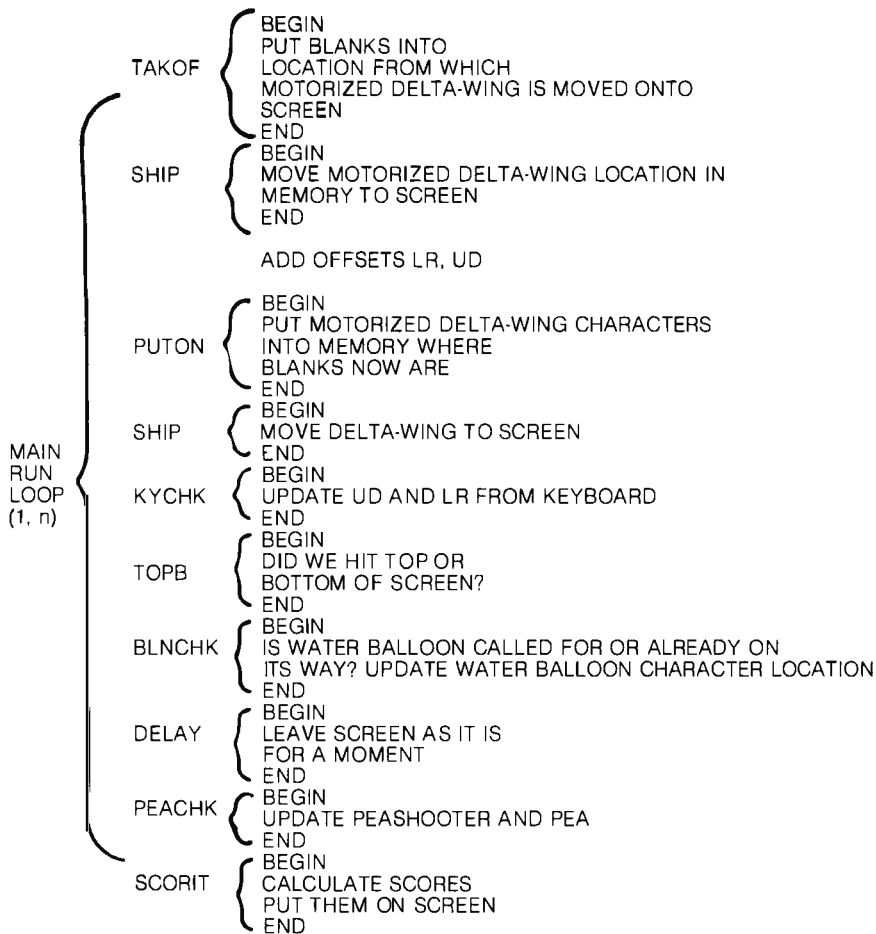 BEGIN
PUT BLANKS INTO
TAKOF LOCATION FROM WHICH
MOTORIZED DELTA-WING IS MOVED ONTO
SCREEN
END
BEGIN
SHIP MOVE MOTORIZED DELTA-WING LOCATION IN
MEMORY TO SCREEN
END
ADD OFFSETS LR, UD
BEGIN
PUT MOTORIZED DELTA-WING CHARACTERS
PUTON INTO MEMORY WHERE
BLANKS NOW ARE
END
BEGIN
SHIP MOVE DELTA-WING TO SCREEN
END
MAIN
RUN
LOOP
(1, n)
BEGIN
KYCHK UPDATE UD AND LR FROM KEYBOARD
END
BEGIN
DID WE HIT TOP OR
TOPB BOTTOM OF SCREEN?
END
BEGIN
BLNCHK IS WATER BALLOON CALLED FOR OR ALREADY ON
ITS WAY? UPDATE WATER BALLOON CHARACTER LOCATION
END
BEGIN
DELAY LEAVE SCREEN AS IT IS
FOR A MOMENT
END
BEGIN
PEACHK UPDATE PEASHOOTER AND PEA
END
BEGIN
SCORIT CALCULATE SCORES
PUT THEM ON SCREEN
END